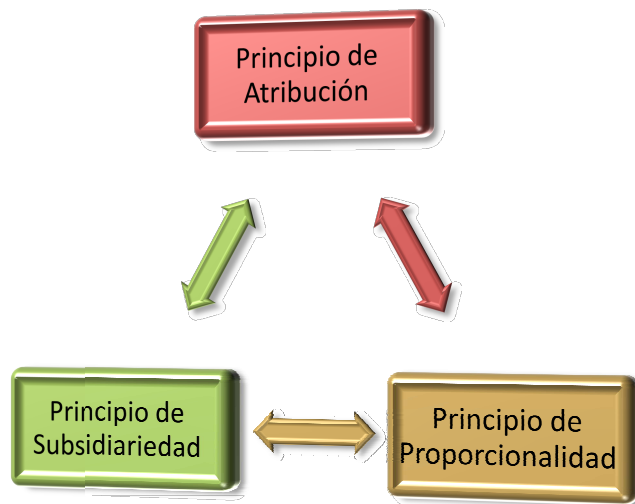 Principio de
Atribución
Principio de
Subsidiariedad
Principio de
Proporcionalidad